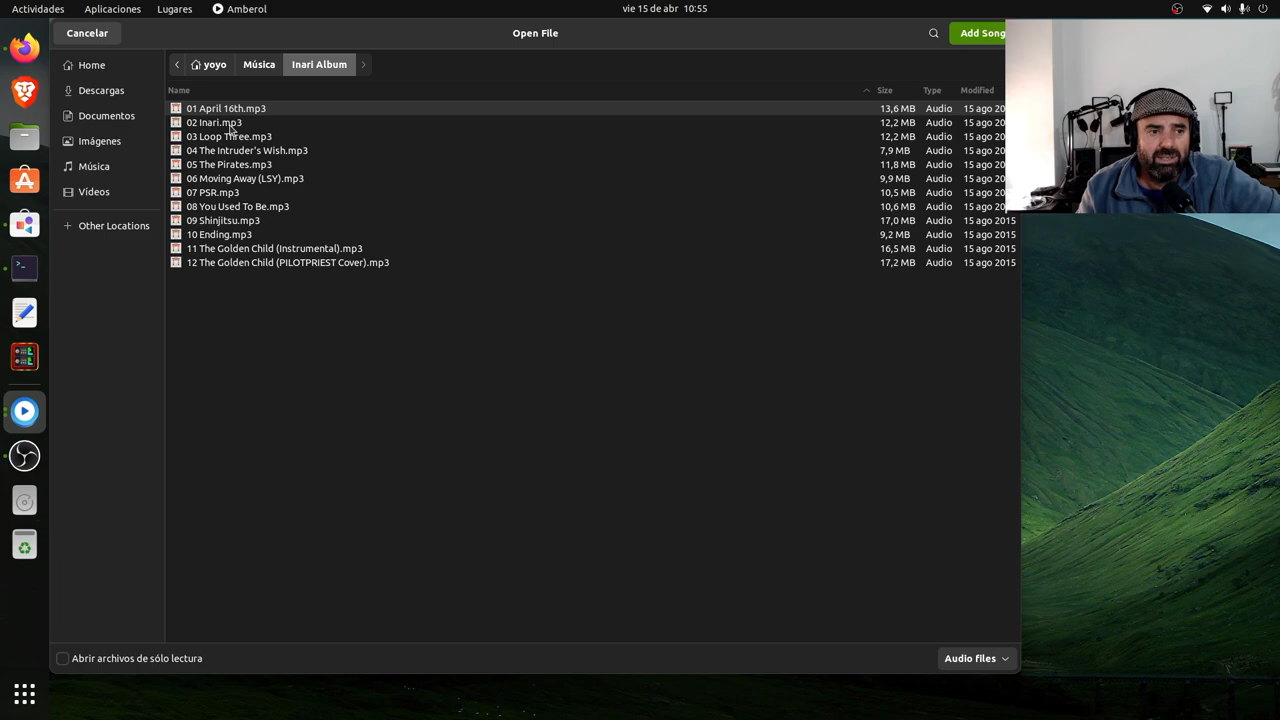 Actividades Aplicaciones Lugares Amberol vie 15 de abr 10:55
Cancelar Open File Add Song
yoyo Música Inari Album
Home
Descargas
Documentos
Imágenes
Música
Vídeos
Other Locations
Name Size Type Modified
01 April 16th.mp3 13,6 MB Audio 15 ago 2015
02 Inari.mp3 12,2 MB Audio 15 ago 2015
03 Loop Three.mp3 12,2 MB Audio 15 ago 2015
04 The Intruder's Wish.mp3 7,9 MB Audio 15 ago 2015
05 The Pirates.mp3 11,8 MB Audio 15 ago 2015
06 Moving Away (LSY).mp3 9,9 MB Audio 15 ago 2015
07 PSR.mp3 10,5 MB Audio 15 ago 2015
08 You Used To Be.mp3 10,6 MB Audio 15 ago 2015
09 Shinjitsu.mp3 17,0 MB Audio 15 ago 2015
10 Ending.mp3 9,2 MB Audio 15 ago 2015
11 The Golden Child (Instrumental).mp3 16,5 MB Audio 15 ago 2015
12 The Golden Child (PILOTPRIEST Cover).mp3 17,2 MB Audio 15 ago 2015
Abrir archivos de sólo lectura Audio files